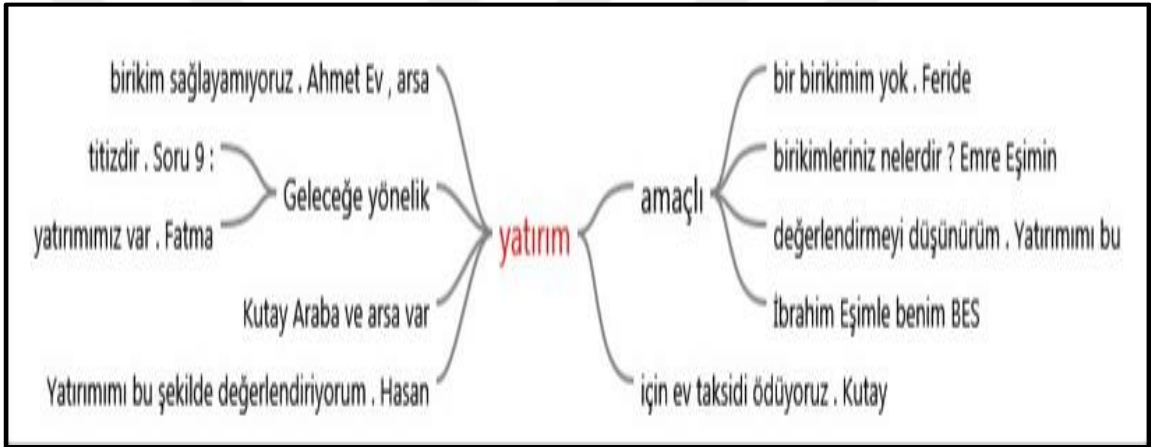 birikim sağlayamıyoruz . Ahmet Ev , arsa
titizdir . Soru 9 :
Geleceğe yönelik
yatırımımız var . Fatma
Kutay Araba ve arsa var
Yatırımımı bu şekilde değerlendiriyorum . Hasan
yatırım
amaçlı
bir birikimim yok . Feride
birikimleriniz nelerdir ? Emre Eşimin
değerlendirmeyi düşünürüm . Yatırımımı bu
İbrahim Eşimle benim BES
için ev taksidi ödüyoruz . Kutay